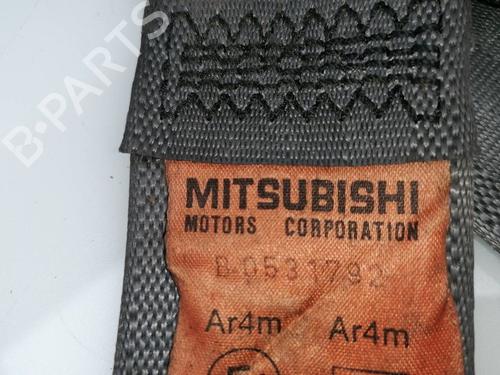 B-PARTS
MITSUBISHI
MOTORS CORPORATION
B 0531792
Ar4m Ar4m